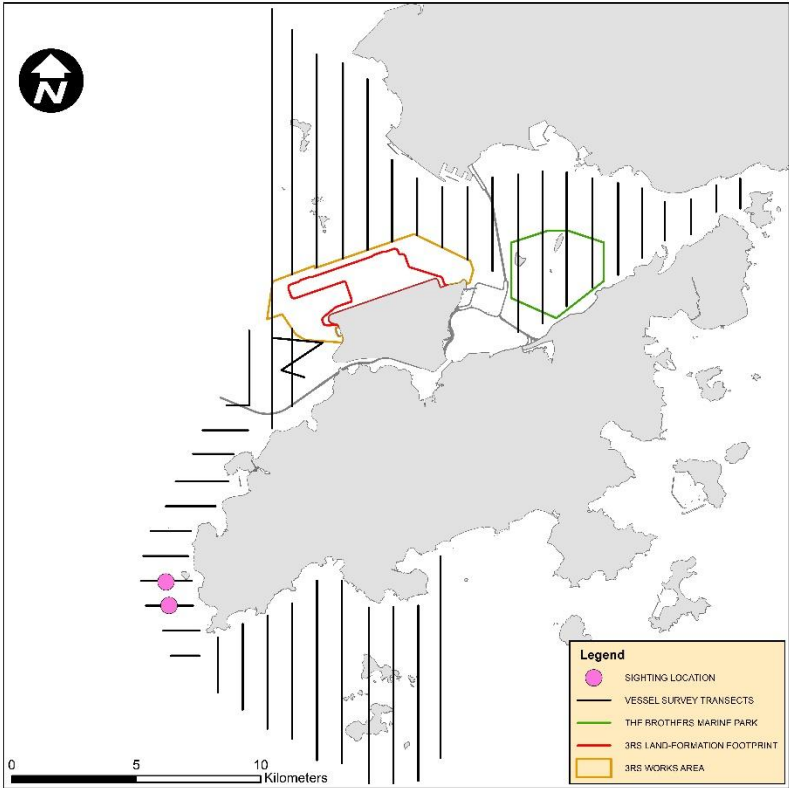 N
Legend
SIGHTING LOCATION
VESSEL SURVEY TRANSECTS
THE BROTHERS MARINE PARK
3RS LAND-FORMATION FOOTPRINT
3RS WORKS AREA
0 5 10
Kilometers